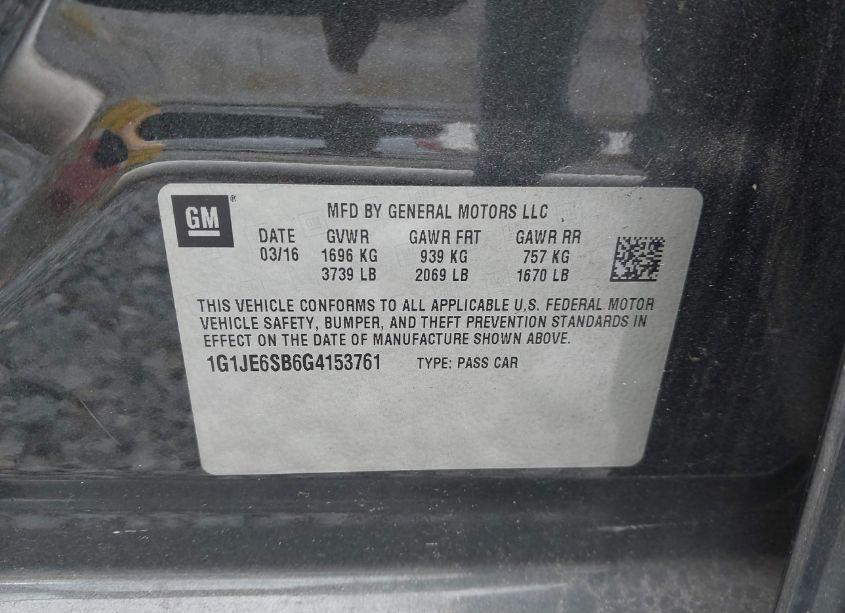 GM
MFD BY GENERAL MOTORS LLC
DATE GVWR GAWR FRT GAWR RR
03/16 1696 KG 939 KG 757 KG
3739 LB 2069 LB 1670 LB
THIS VEHICLE CONFORMS TO ALL APPLICABLE U.S. FEDERAL MOTOR
VEHICLE SAFETY, BUMPER, AND THEFT PREVENTION STANDARDS IN
EFFECT ON THE DATE OF MANUFACTURE SHOWN ABOVE.
1G1JE6SB6G4153761 TYPE: PASS CAR